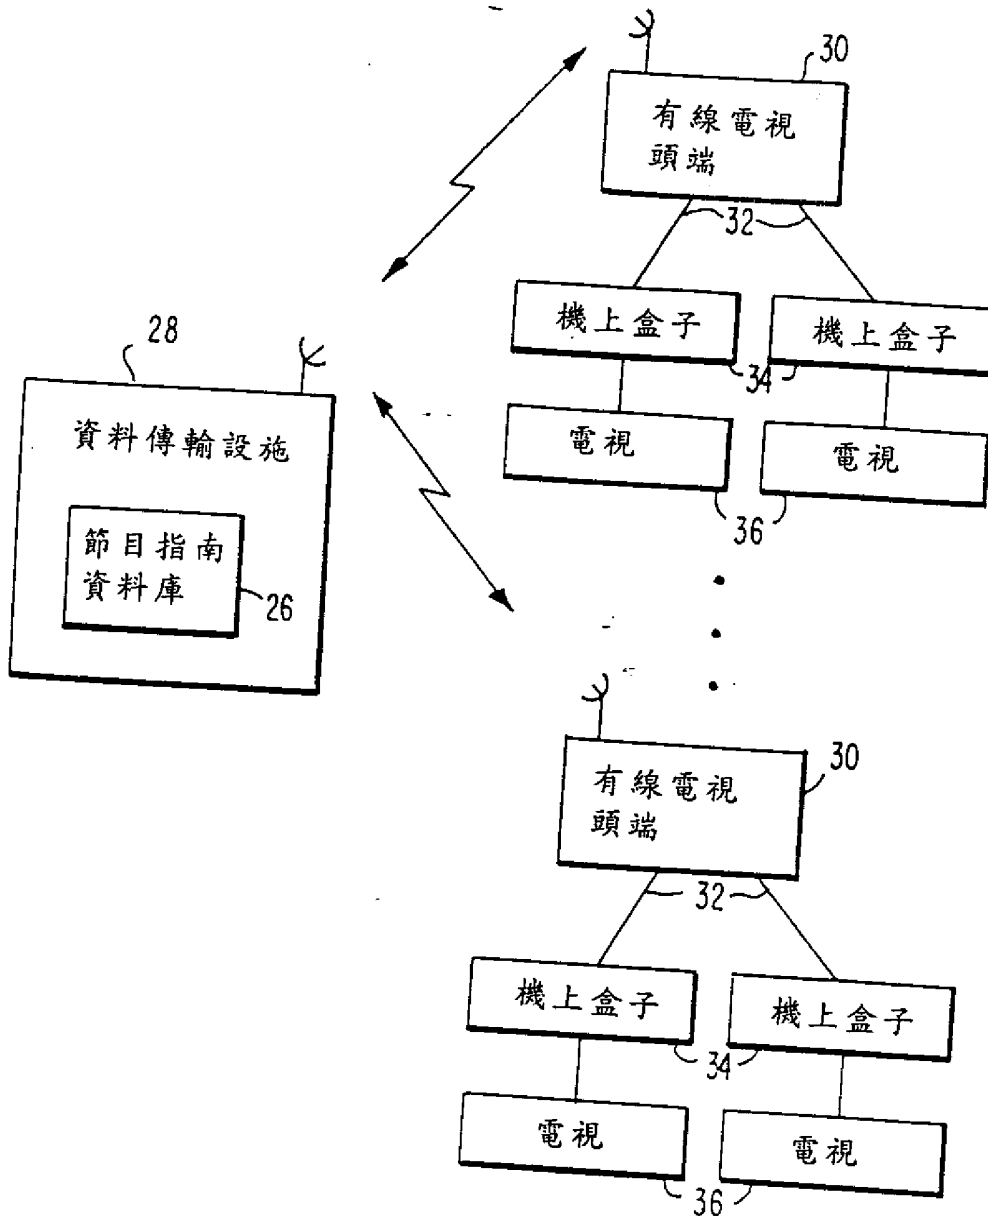 30
有線電視
頭端
32
機上盒子
機上盒子
34
電視
電視
36
28
資料傳輸設施
節目指南
資料庫
26
30
有線電視
頭端
32
機上盒子
機上盒子
34
電視
電視
36